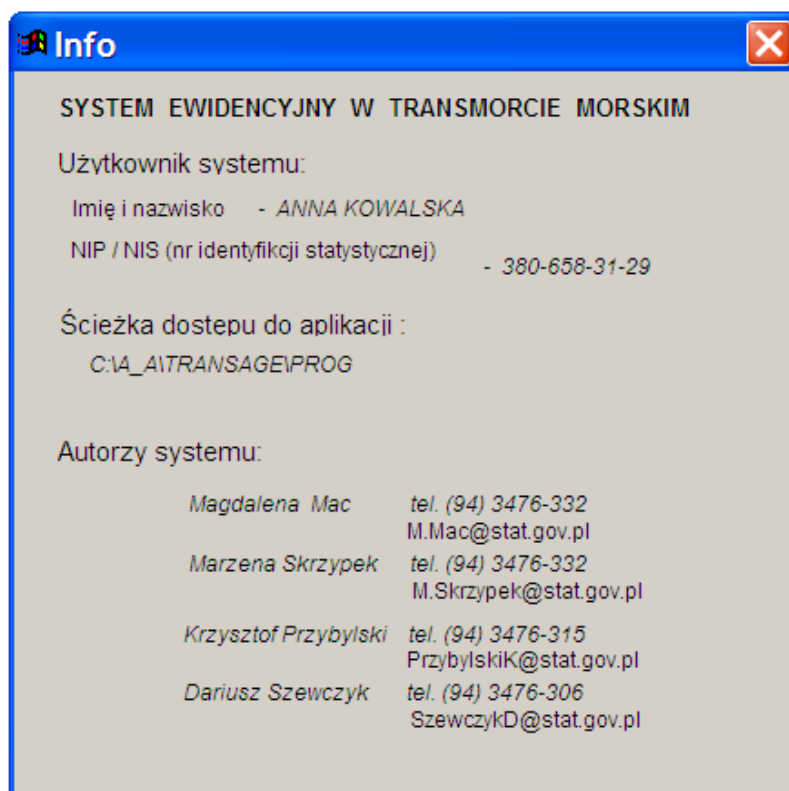 Info
SYSTEM EWIDENCYJNY W TRANSMORCIE MORSKIM
Użytkownik systemu:
Imię i nazwisko - ANNA KOWALSKA
NIP / NIS (nr identyfikcji statystycznej) - 380-658-31-29
Ścieżka dostępu do aplikacji :
C:\A_A\TRANSAGE\PROG
Autorzy systemu:
Magdalena Mac tel. (94) 3476-332
M.Mac@stat.gov.pl
Marzena Skrzypek tel. (94) 3476-332
M.Skrzypek@stat.gov.pl
Krzysztof Przybylski tel. (94) 3476-315
PrzybylskiK@stat.gov.pl
Dariusz Szewczyk tel. (94) 3476-306
SzewczykD@stat.gov.pl